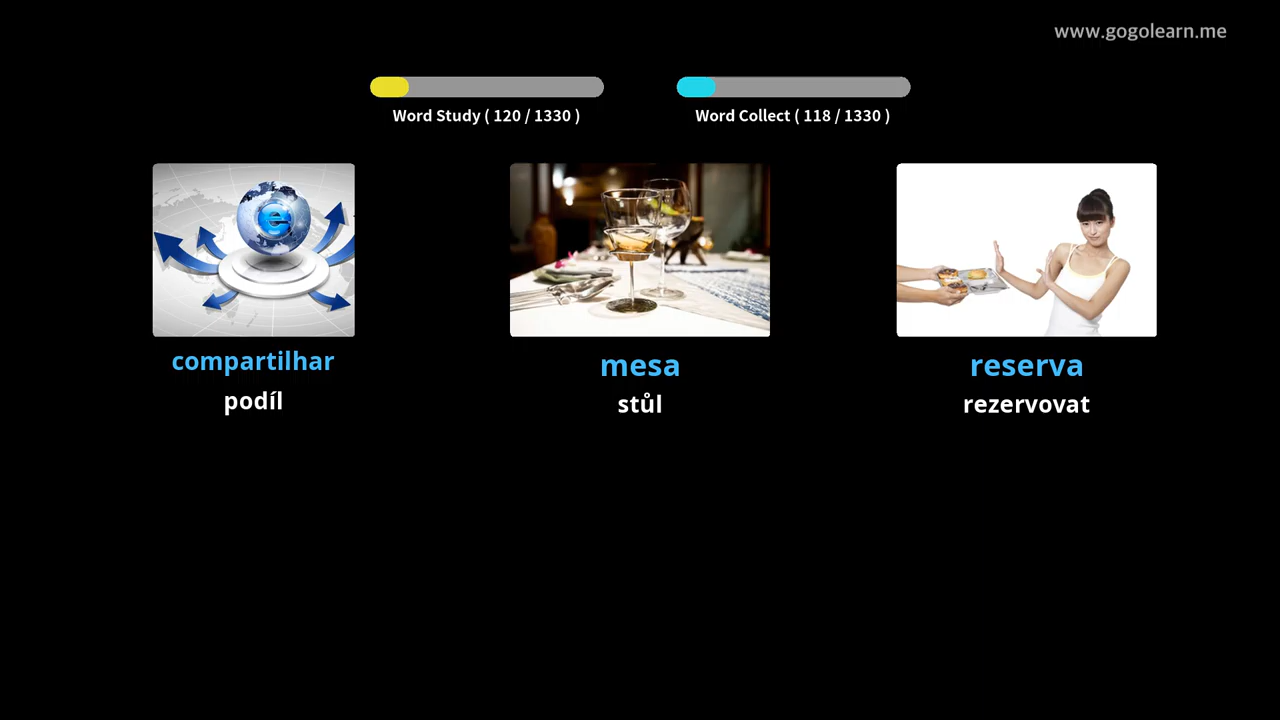 www.gogolearn.me
Word Study ( 120 / 1330 )
Word Collect ( 118 / 1330 )
e
compartilhar
mesa
reserva
podíl
stůl
rezervovat